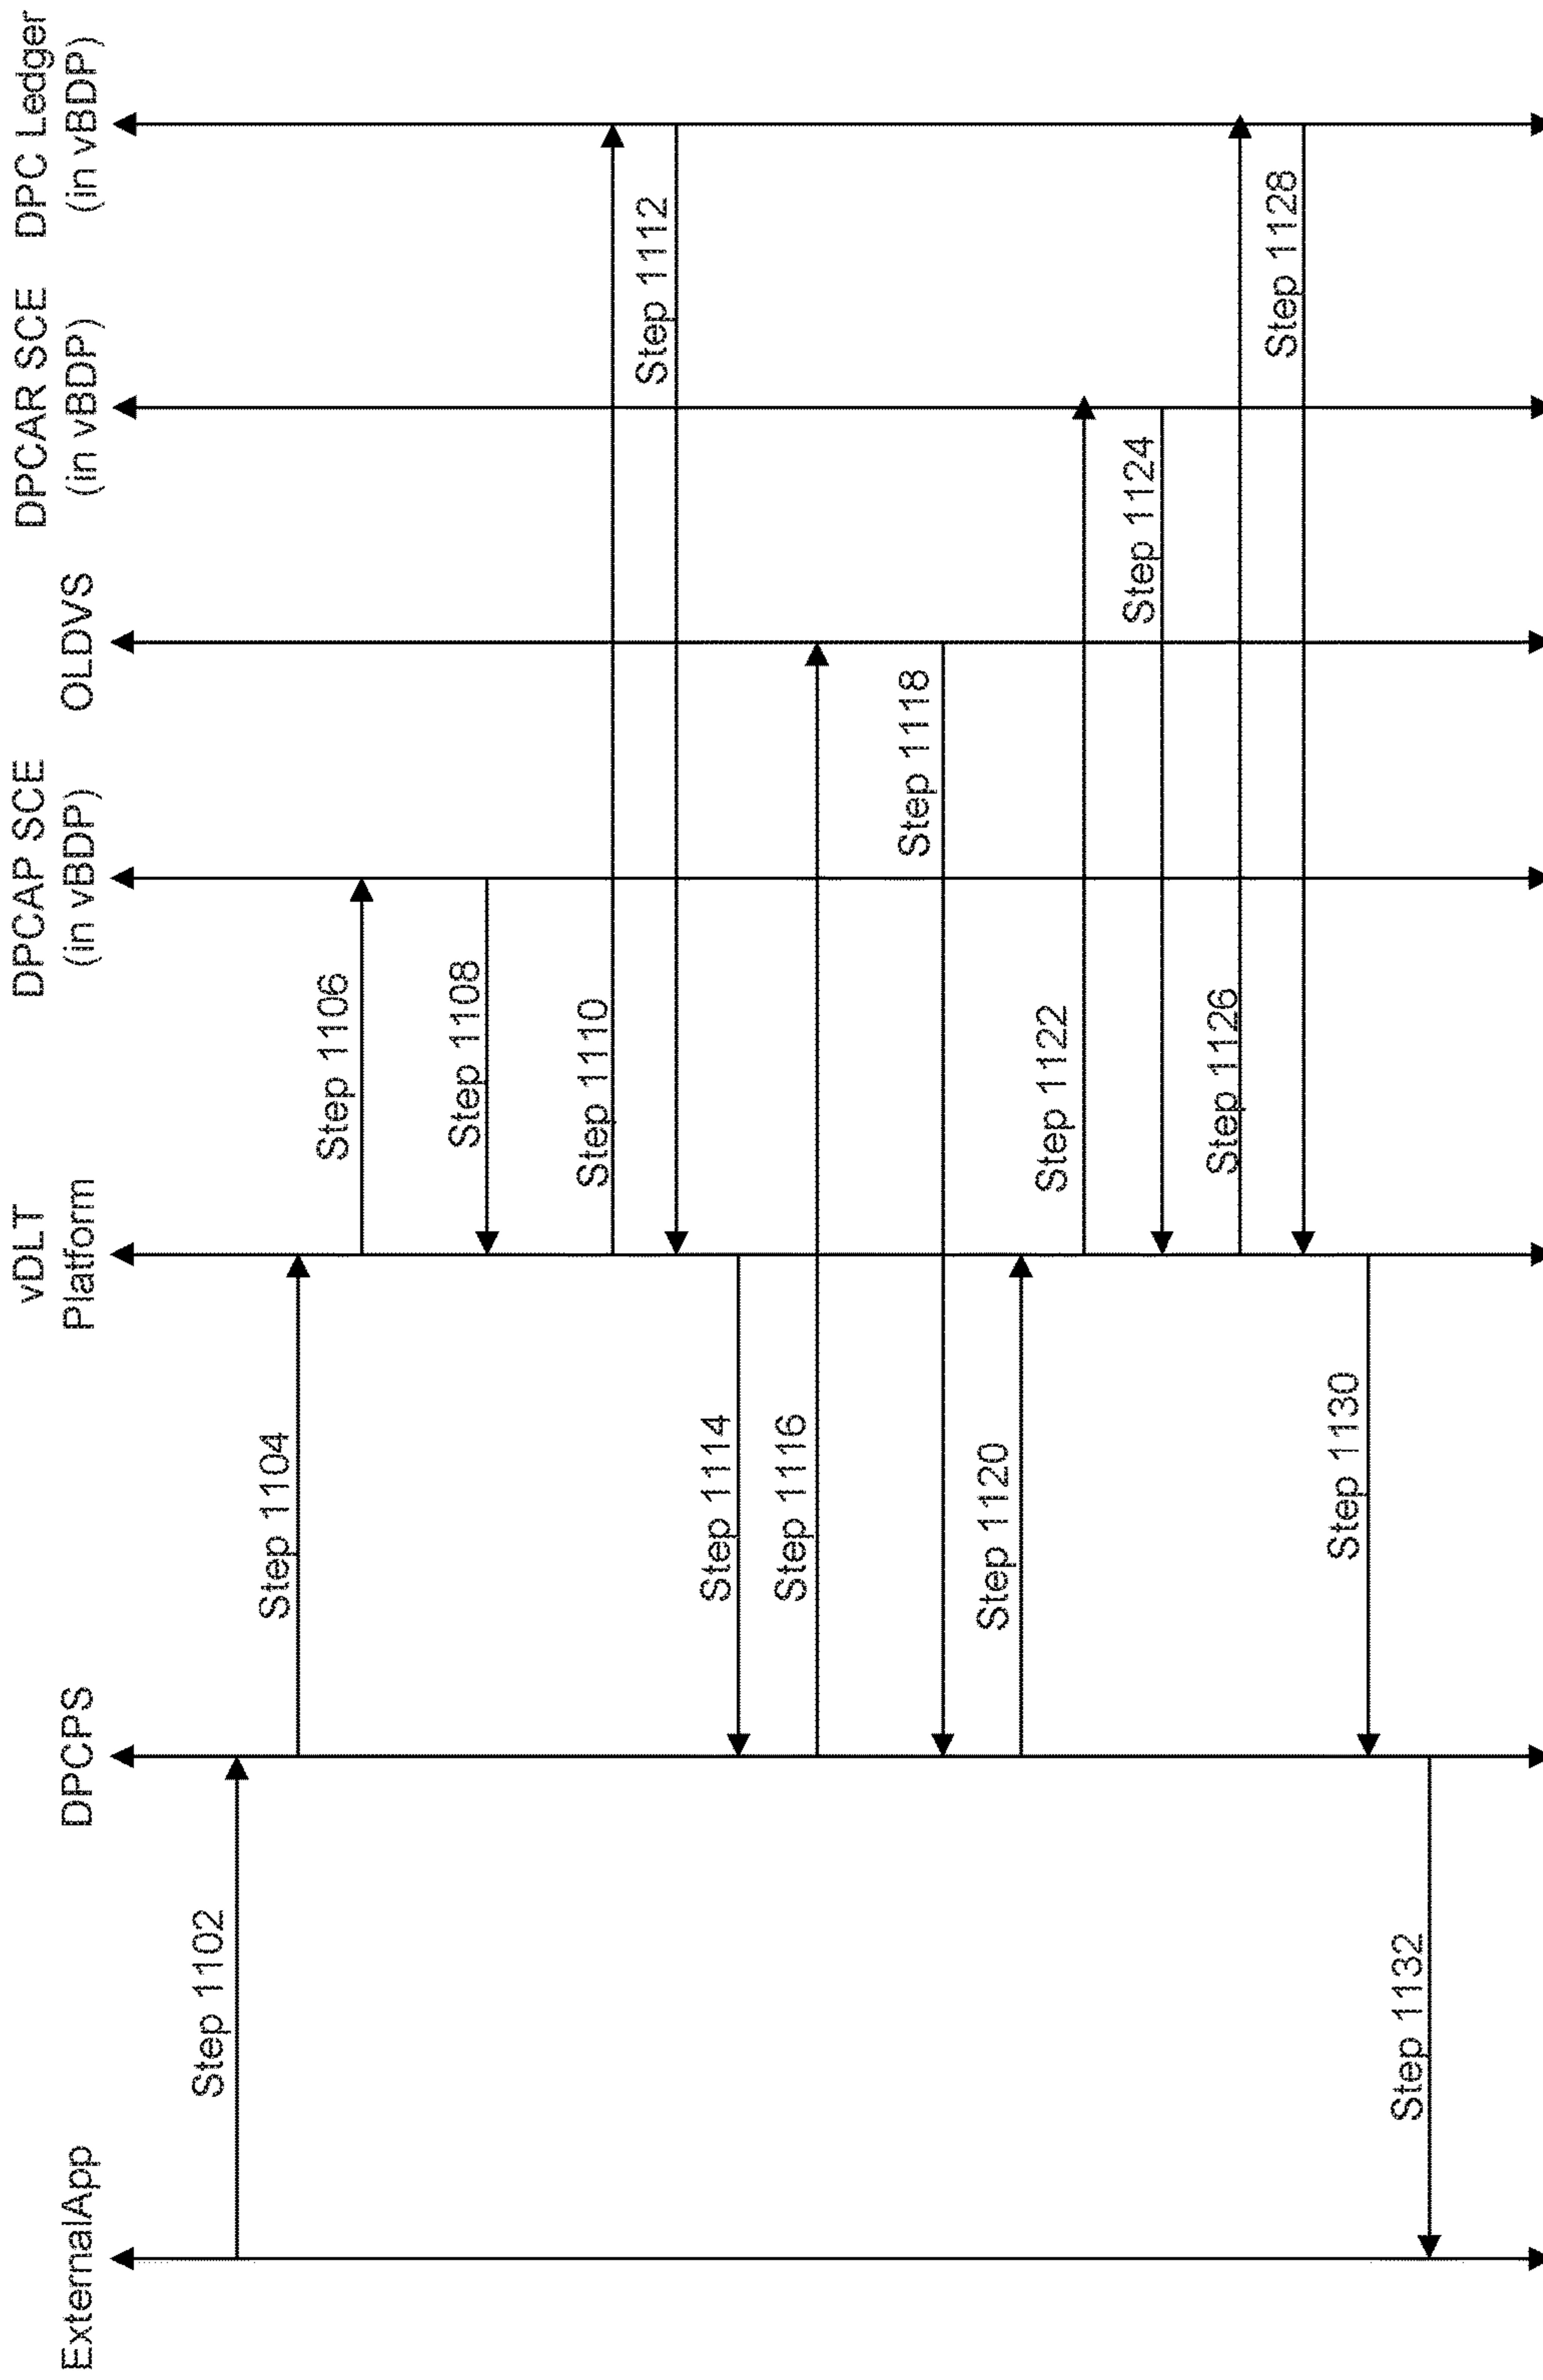 ExternalApp
DPCPS
vDLT
Platform
DPCAP SCE
(in vBDP)
OLDVS
DPCAR SCE
(in vBDP)
DPC Ledger
(in vBDP)
Step 1102
Step 1104
Step 1106
Step 1108
Step 1110
Step 1112
Step 1114
Step 1116
Step 1118
Step 1120
Step 1122
Step 1124
Step 1126
Step 1128
Step 1130
Step 1132